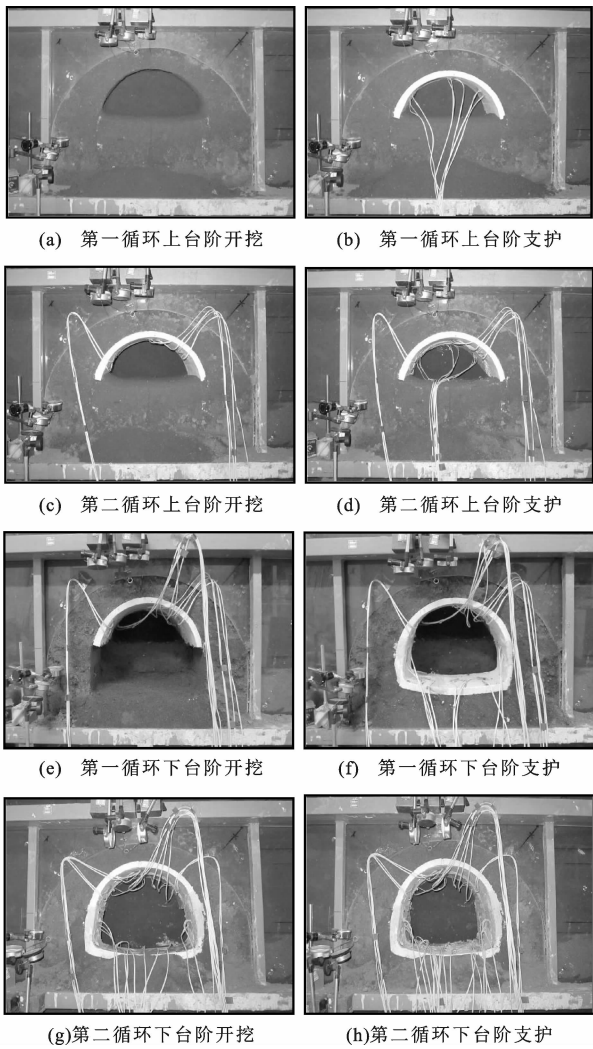 (a) 第一循环上台阶开挖
(b) 第一循环上台阶支护
(c) 第二循环上台阶开挖
(d) 第二循环上台阶支护
(e) 第一循环下台阶开挖
(f) 第一循环下台阶支护
(g)第二循环下台阶开挖
(h)第二循环下台阶支护